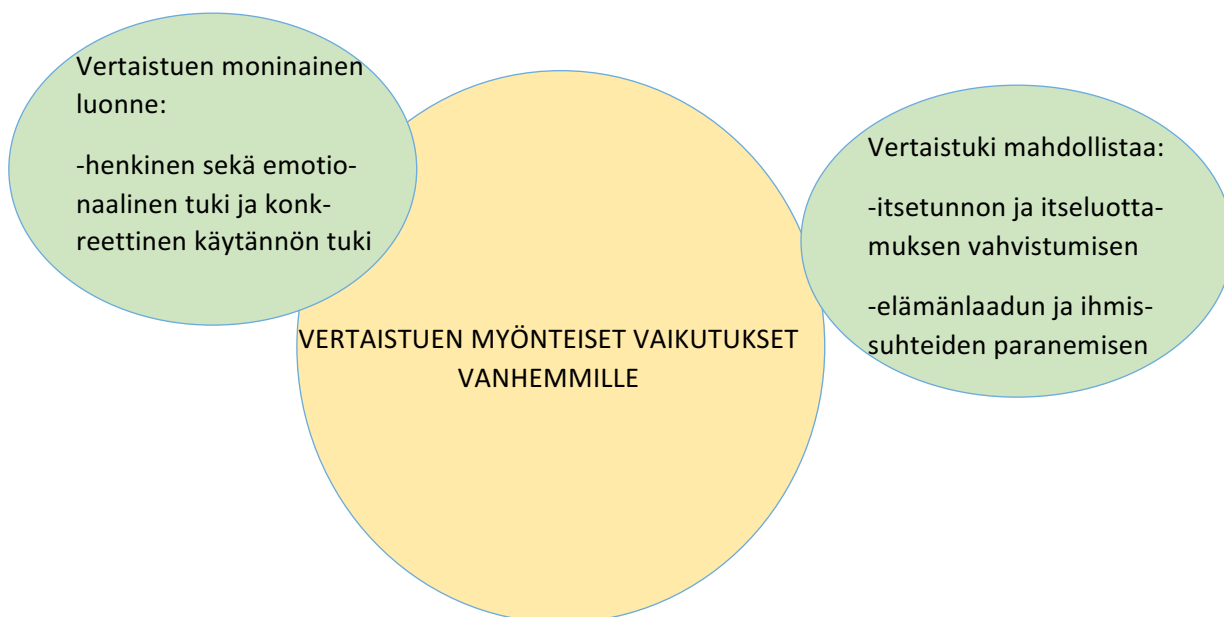 Vertaistuen moninainen
luonne:
-henkinen sekä emotio-
naalinen tuki ja konk-
reettinen käytännön tuki
VERTAISTUEN MYÖNTEISET VAIKUTUKSET
VANHEMMILLE
Vertaistuki mahdollistaa:
-itsetunnon ja itseluotta-
muksen vahvistumisen
-elämänlaadun ja ihmis-
suhteiden paranemisen